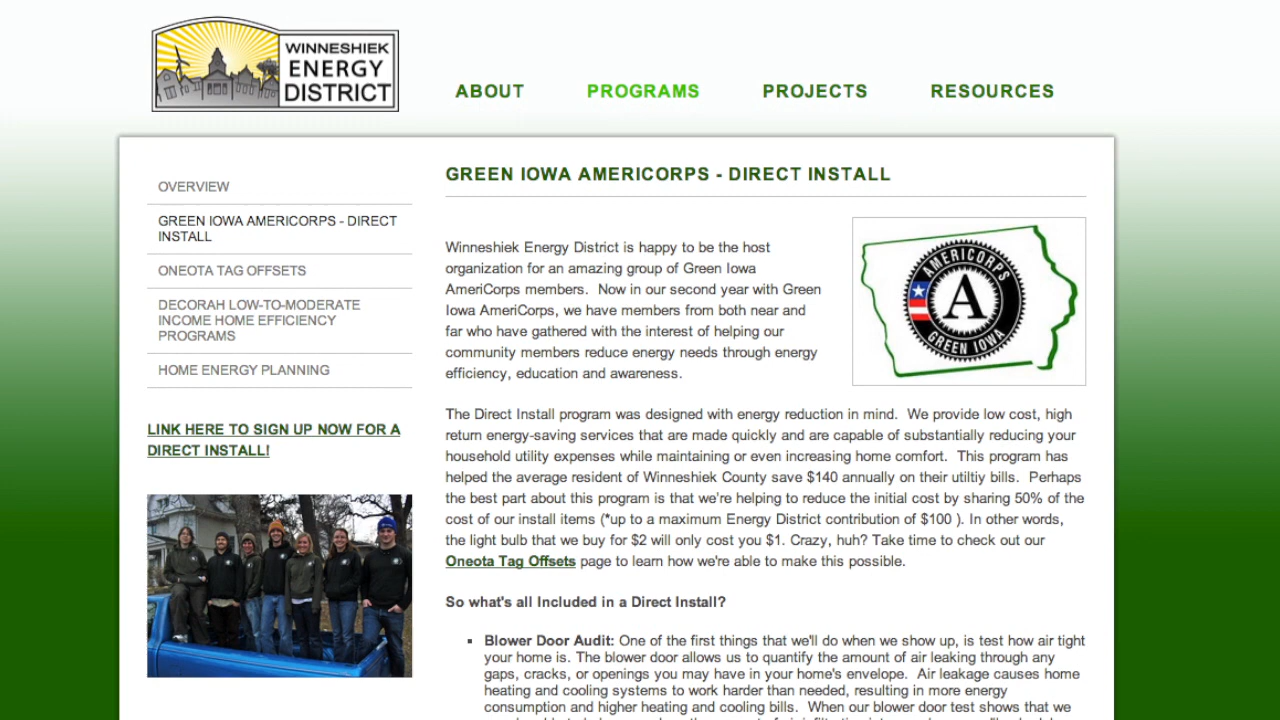 WINNESHIEK
ENERGY
DISTRICT
ABOUT
PROGRAMS
PROJECTS
RESOURCES
OVERVIEW
GREEN IOWA AMERICORPS - DIRECT
INSTALL
ONEOTA TAG OFFSETS
DECORAH LOW-TO-MODERATE
INCOME HOME EFFICIENCY
PROGRAMS
HOME ENERGY PLANNING
LINK HERE TO SIGN UP NOW FOR A
DIRECT INSTALL!
GREEN IOWA AMERICORPS - DIRECT INSTALL
Winneshiek Energy District is happy to be the host
organization for an amazing group of Green Iowa
AmeriCorps members.  Now in our second year with Green
Iowa AmeriCorps, we have members from both near and
far who have gathered with the interest of helping our
community members reduce energy needs through energy
efficiency, education and awareness.
AMERICORPS
A
GREEN IOWA
The Direct Install program was designed with energy reduction in mind.  We provide low cost, high
return energy-saving services that are made quickly and are capable of substantially reducing your
household utility expenses while maintaining or even increasing home comfort.  This program has
helped the average resident of Winneshiek County save $140 annually on their utiltiy bills.  Perhaps
the best part about this program is that we're helping to reduce the initial cost by sharing 50% of the
cost of our install items (*up to a maximum Energy District contribution of $100 ). In other words,
the light bulb that we buy for $2 will only cost you $1. Crazy, huh? Take time to check out our
Oneota Tag Offsets page to learn how we're able to make this possible.
So what's all Included in a Direct Install?
▪ Blower Door Audit: One of the first things that we'll do when we show up, is test how air tight
your home is. The blower door allows us to quantify the amount of air leaking through any
gaps, cracks, or openings you may have in your home's envelope.  Air leakage causes home
heating and cooling systems to work harder than needed, resulting in more energy
consumption and higher heating and cooling bills.  When our blower door test shows that we